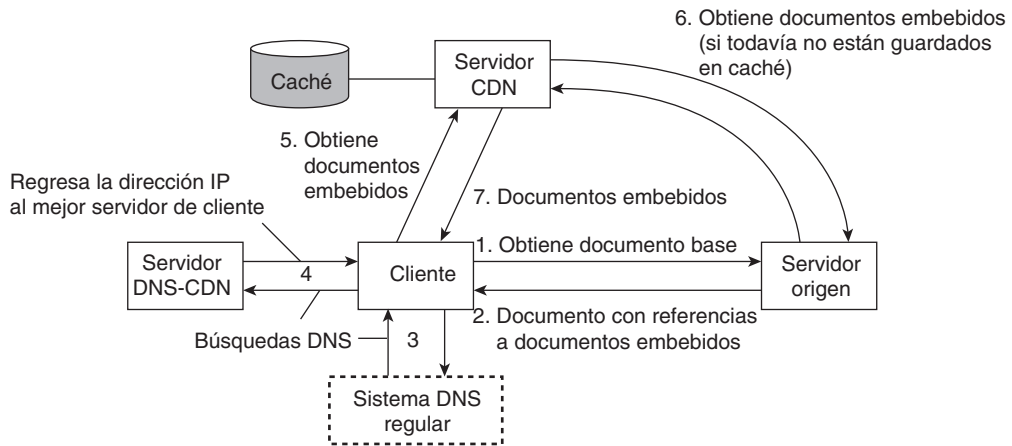 6. Obtiene documentos embebidos
(si todavía no están guardados
en caché)
Servidor
CDN
Caché
5. Obtiene
documentos
embebidos
Regresa la dirección IP
al mejor servidor de cliente
7. Documentos embebidos
1. Obtiene documento base
Servidor
DNS-CDN
4
Cliente
Servidor
origen
2. Documento con referencias
a documentos embebidos
Búsquedas DNS
3
Sistema DNS
regular